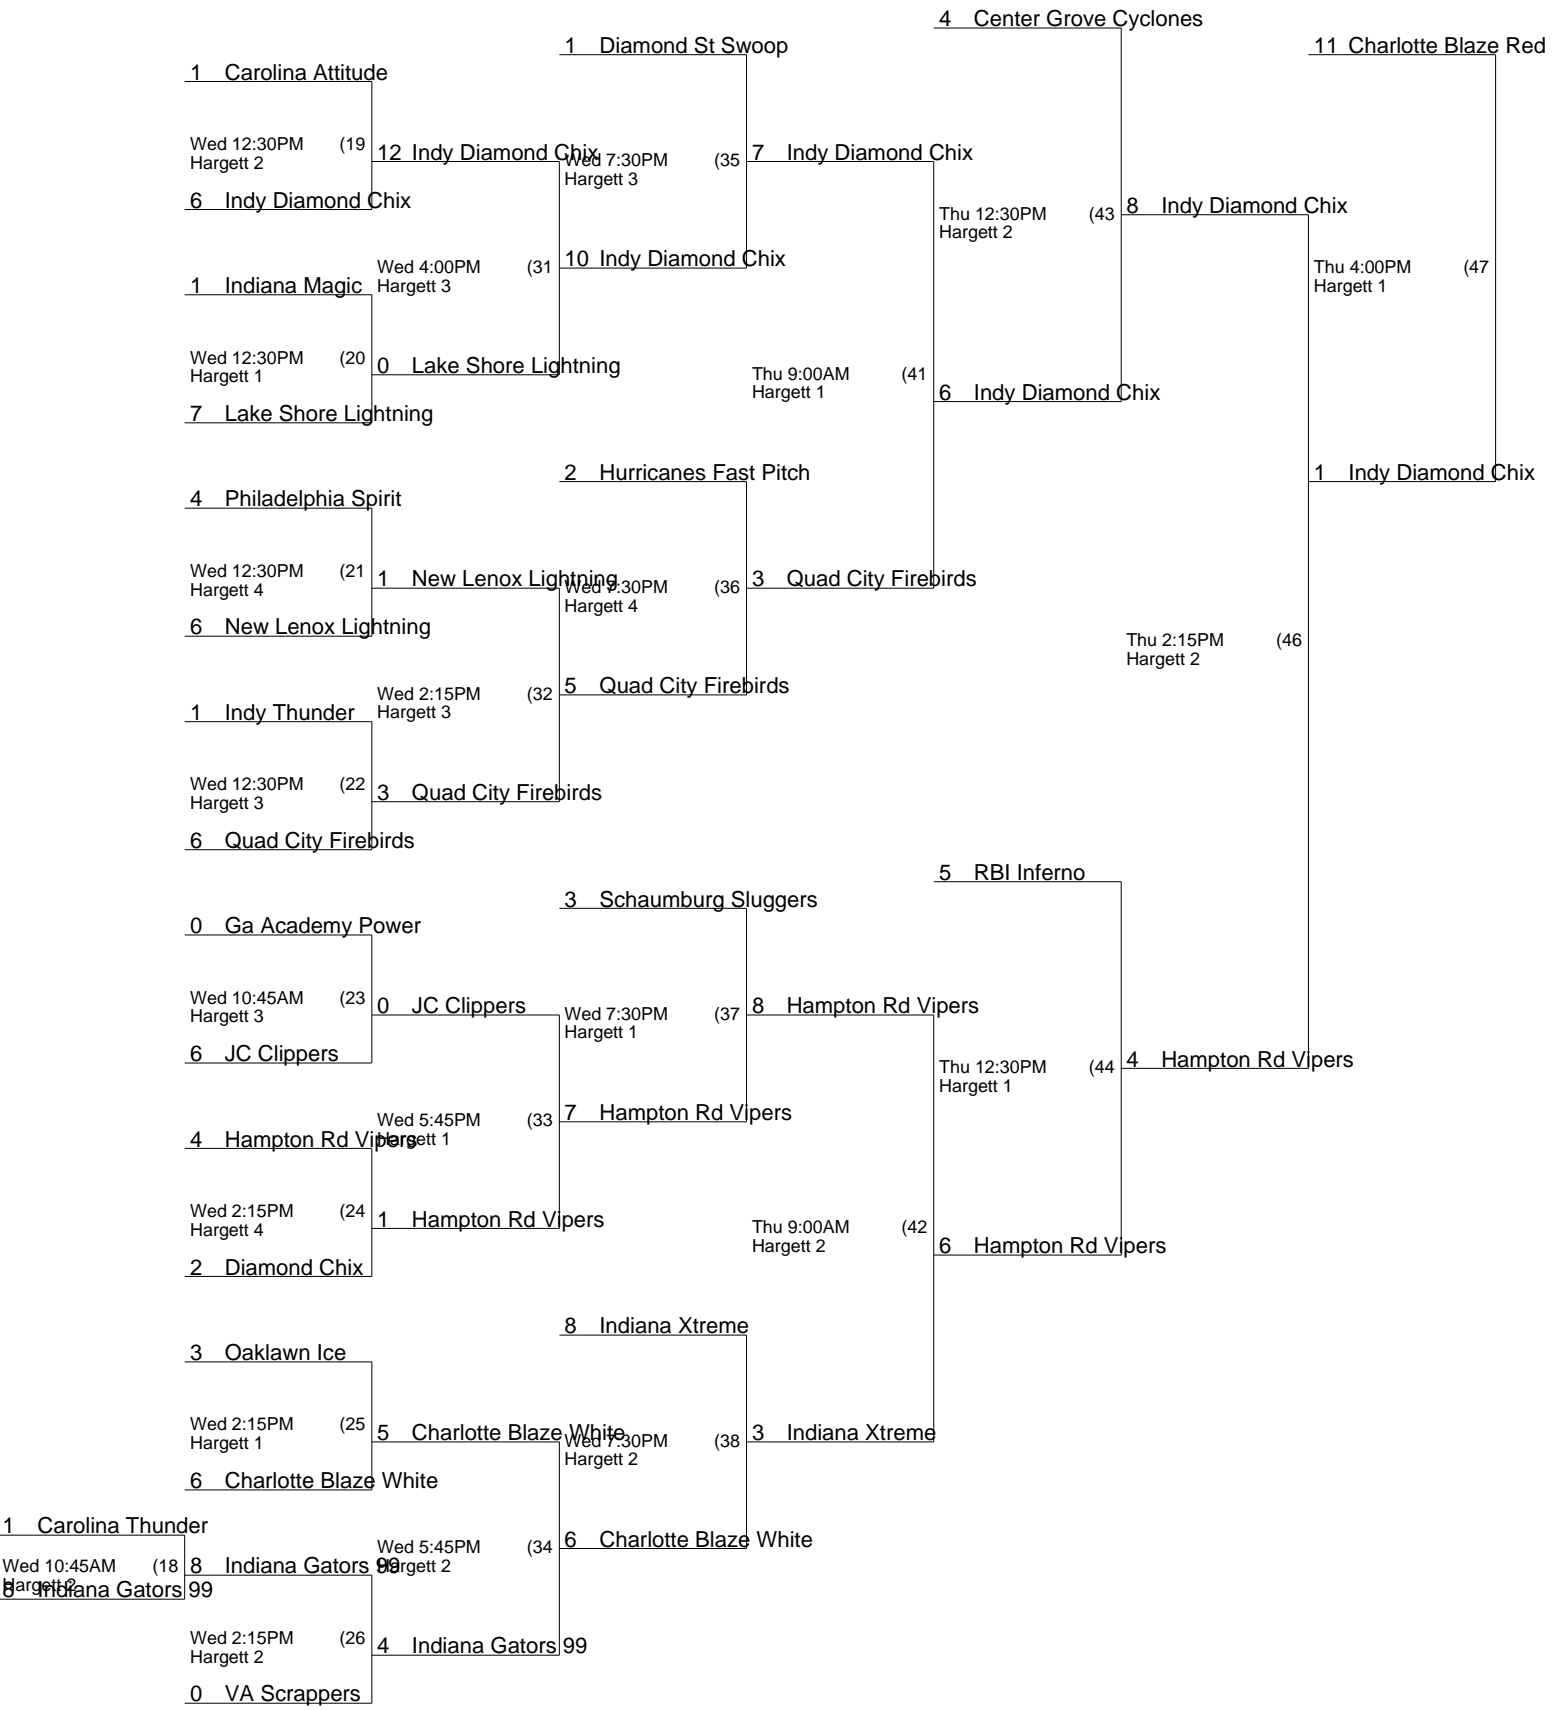 4 Center Grove Cyclones
1 Diamond St Swoop
11 Charlotte Blaze Red
1 Carolina Attitude
Wed 12:30PM (19
Hargett 2
12 Indy Diamond Chix
Wed 7:30PM (35
Hargett 3
7 Indy Diamond Chix
6 Indy Diamond Chix
Thu 12:30PM (43
Hargett 2
8 Indy Diamond Chix
1 Indiana Magic
Wed 4:00PM (31
Hargett 3
10 Indy Diamond Chix
Thu 4:00PM (47
Hargett 1
Wed 12:30PM (20
Hargett 1
0 Lake Shore Lightning
Thu 9:00AM (41
Hargett 1
6 Indy Diamond Chix
7 Lake Shore Lightning
2 Hurricanes Fast Pitch
1 Indy Diamond Chix
4 Philadelphia Spirit
Wed 12:30PM (21
Hargett 4
1 New Lenox Lightning
Wed 7:30PM (36
Hargett 4
3 Quad City Firebirds
6 New Lenox Lightning
Thu 2:15PM (46
Hargett 2
1 Indy Thunder
Wed 2:15PM (32
Hargett 3
5 Quad City Firebirds
Wed 12:30PM (22
Hargett 3
3 Quad City Firebirds
6 Quad City Firebirds
5 RBI Inferno
3 Schaumburg Sluggers
0 Ga Academy Power
Wed 10:45AM (23
Hargett 3
0 JC Clippers
Wed 7:30PM (37
Hargett 1
8 Hampton Rd Vipers
6 JC Clippers
Thu 12:30PM (44
Hargett 1
4 Hampton Rd Vipers
4 Hampton Rd Vipers
Wed 5:45PM (33
Hargett 1
7 Hampton Rd Vipers
Wed 2:15PM (24
Hargett 4
1 Hampton Rd Vipers
Thu 9:00AM (42
Hargett 2
6 Hampton Rd Vipers
2 Diamond Chix
8 Indiana Xtreme
3 Oaklawn Ice
Wed 2:15PM (25
Hargett 1
5 Charlotte Blaze White
Wed 7:30PM (38
Hargett 2
3 Indiana Xtreme
6 Charlotte Blaze White
1 Carolina Thunder
Wed 10:45AM (18
Hargett 2
8 Indiana Gators 99
8 Indiana Gators 99
Wed 5:45PM (34
Hargett 2
6 Charlotte Blaze White
Wed 2:15PM (26
Hargett 2
4 Indiana Gators 99
0 VA Scrappers